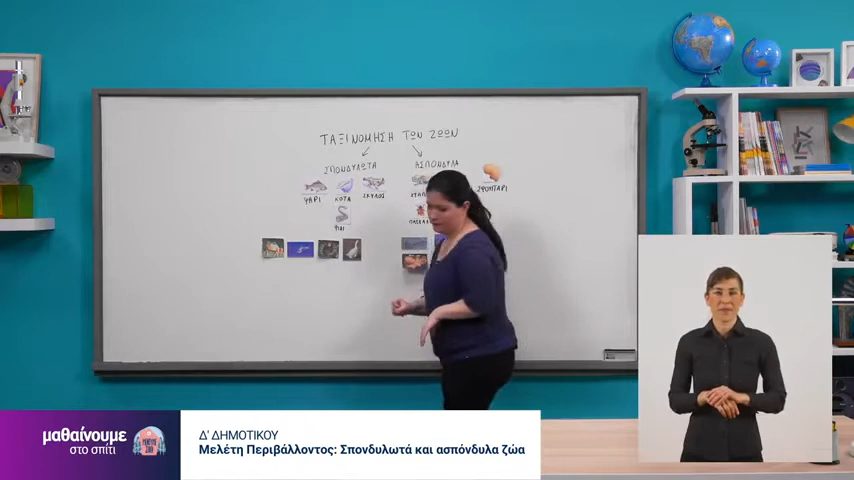 ΤΑΞΙΝΟΜΗΣΗ ΤΩΝ ΖΩΩΝ
ΣΠΟΝΔΥΛΩΤΑ ΑΣΠΟΝΔΥΛΑ
ΨΑΡΙ ΚΟΤΑ ΣΚΥΛΟΣ ΣΦΟΥΓΓΑΡΙ
ΦΙΔΙ
μαθαίνουμε
στο σπίτι
Δ' ΔΗΜΟΤΙΚΟΥ
Μελέτη Περιβάλλοντος: Σπονδυλωτά και ασπόνδυλα ζώα